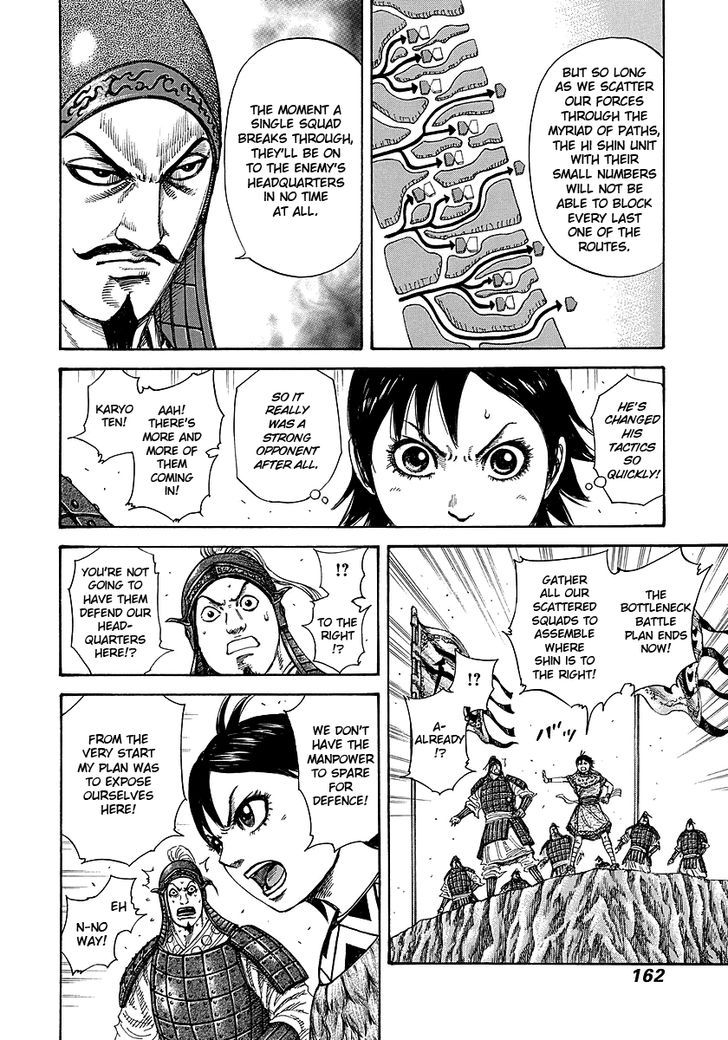 BUT SO LONG
AS WE SCATTER
OUR FORCES
THROUGH THE
MYRIAD OF PATHS,
THE HI SHIN UNIT
WITH THEIR
SMALL NUMBERS
WILL NOT BE
ABLE TO BLOCK
EVERY LAST
ONE OF THE
ROUTES.
THE MOMENT A
SINGLE SQUAD
BREAKS THROUGH,
THEY'LL BE ON
TO THE ENEMY'S
HEADQUARTERS
IN NO TIME
AT ALL.
HE'S
CHANGED
HIS
TACTICS
SO
QUICKLY!
SO IT
REALLY
WAS A
STRONG
OPPONENT
AFTER ALL.
AAH!
THERE'S
MORE AND
MORE OF
THEM
COMING
IN!
KARYO
TEN!
THE
BOTTLENECK
BATTLE
PLAN ENDS
NOW!
GATHER
ALL OUR
SCATTERED
SQUADS TO
ASSEMBLE
WHERE
SHIN IS TO
THE RIGHT!
!?
A-
ALREADY
!?
バッ
!?
TO THE
RIGHT !?
YOU'RE NOT
GOING TO
HAVE THEM
DEFEND OUR
HEAD-
QUARTERS
HERE!?
WE DON'T
HAVE THE
MANPOWER
TO SPARE
FOR
DEFENCE!
FROM THE
VERY START
MY PLAN WAS
TO EXPOSE
OURSELVES
HERE!
EH
N-NO
WAY!
162